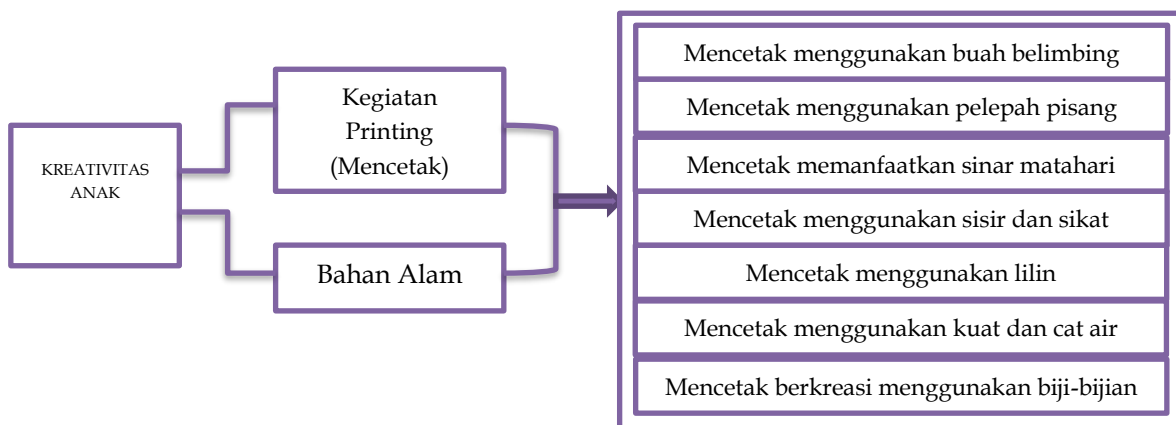 KREATIVITAS
ANAK
Kegiatan
Printing
(Mencetak)
Bahan Alam
Mencetak menggunakan buah belimbing
Mencetak menggunakan pelepah pisang
Mencetak memanfaatkan sinar matahari
Mencetak menggunakan sisir dan sikat
Mencetak menggunakan lilin
Mencetak menggunakan kuat dan cat air
Mencetak berkreasi menggunakan biji-bijian